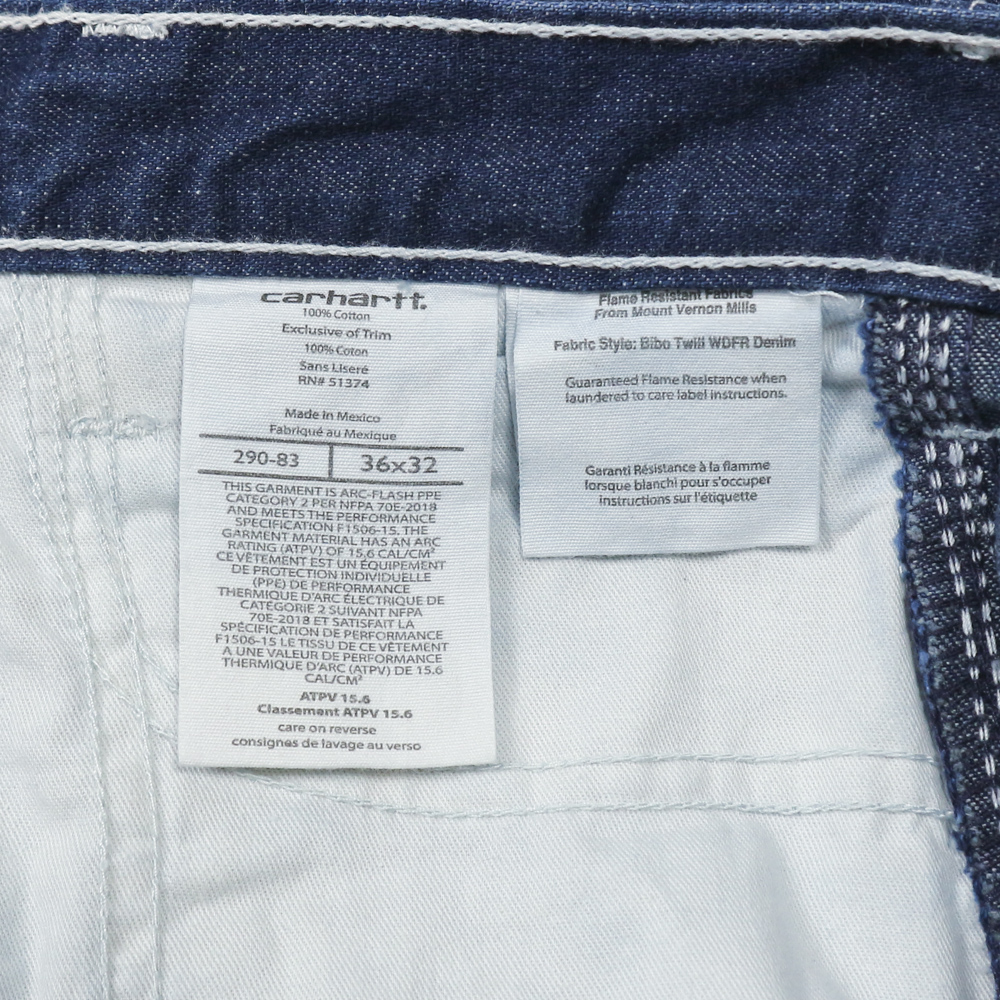 carhartt.
100% Cotton
Exclusive of Trim
100% Coton
Sans Liseré
RN# 51374
Made in Mexico
Fabriqué au Mexique
290-83 36x32
THIS GARMENT IS ARC-FLASH PPE
CATEGORY 2 PER NFPA 70E-2018
AND MEETS THE PERFORMANCE
SPECIFICATION F1506-15. THE
GARMENT MATERIAL HAS AN ARC
RATING (ATPV) OF 15.6 CAL/CM²
CE VÊTEMENT EST UN ÉQUIPEMENT
DE PROTECTION INDIVIDUELLE
(PPE) DE PERFORMANCE
THERMIQUE D'ARC ÉLECTRIQUE DE
CATÉGORIE 2 SUIVANT NFPA
70E-2018 ET SATISFAIT LA
SPÉCIFICATION DE PERFORMANCE
F1506-15 LE TISSU DE CE VÊTEMENT
A UNE VALEUR DE PERFORMANCE
THERMIQUE D'ARC (ATPV) DE 15.6
CAL/CM²
ATPV 15.6
Classement ATPV 15.6
care on reverse
consignes de lavage au verso
Flame Resistant Fabrics
From Mount Vernon Mills
Fabric Style: Bibo Twill WDFR Denim
Guaranteed Flame Resistance when
laundered to care label instructions.
Garanti Résistance à la flamme
lorsque blanchi pour s'occuper
instructions sur l'étiquette